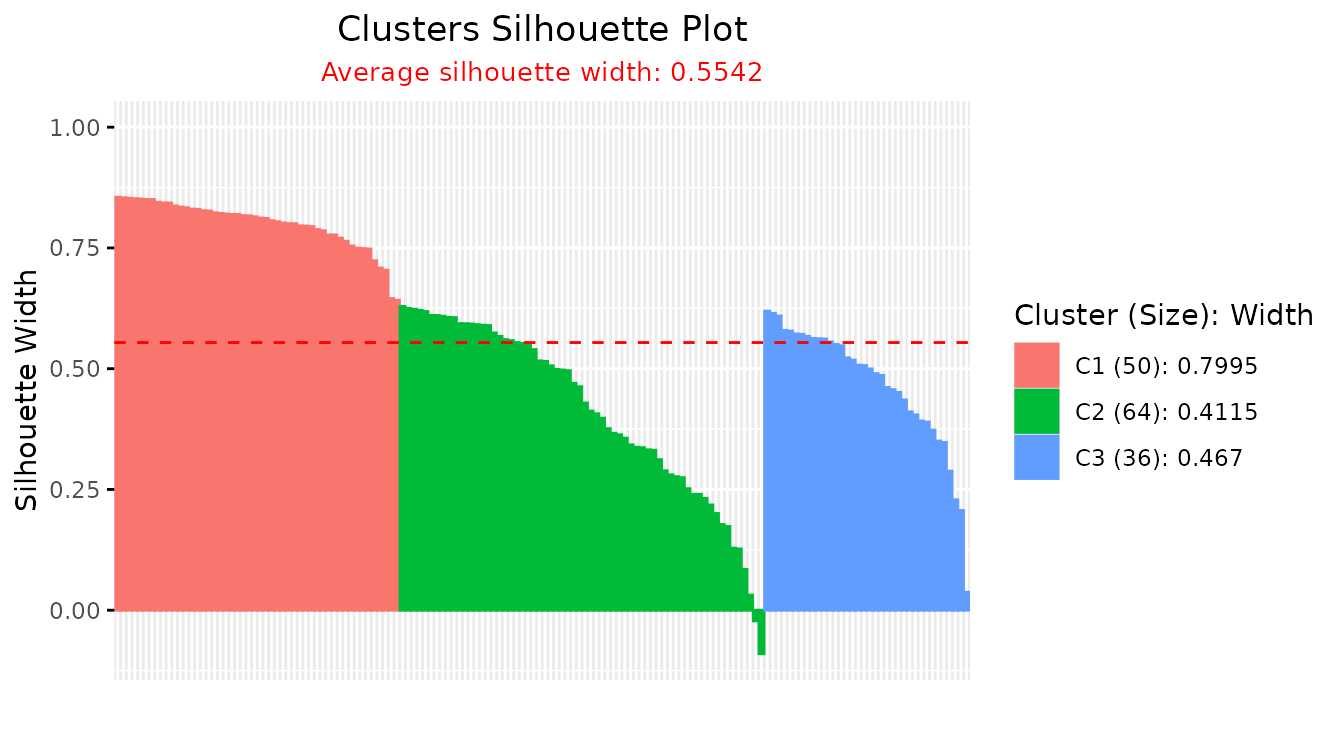 Clusters Silhouette Plot
Average silhouette width: 0.5542
1.00
0.75
0.50
0.25
0.00
Silhouette Width
Cluster (Size): Width
C1 (50): 0.7995
C2 (64): 0.4115
C3 (36): 0.467